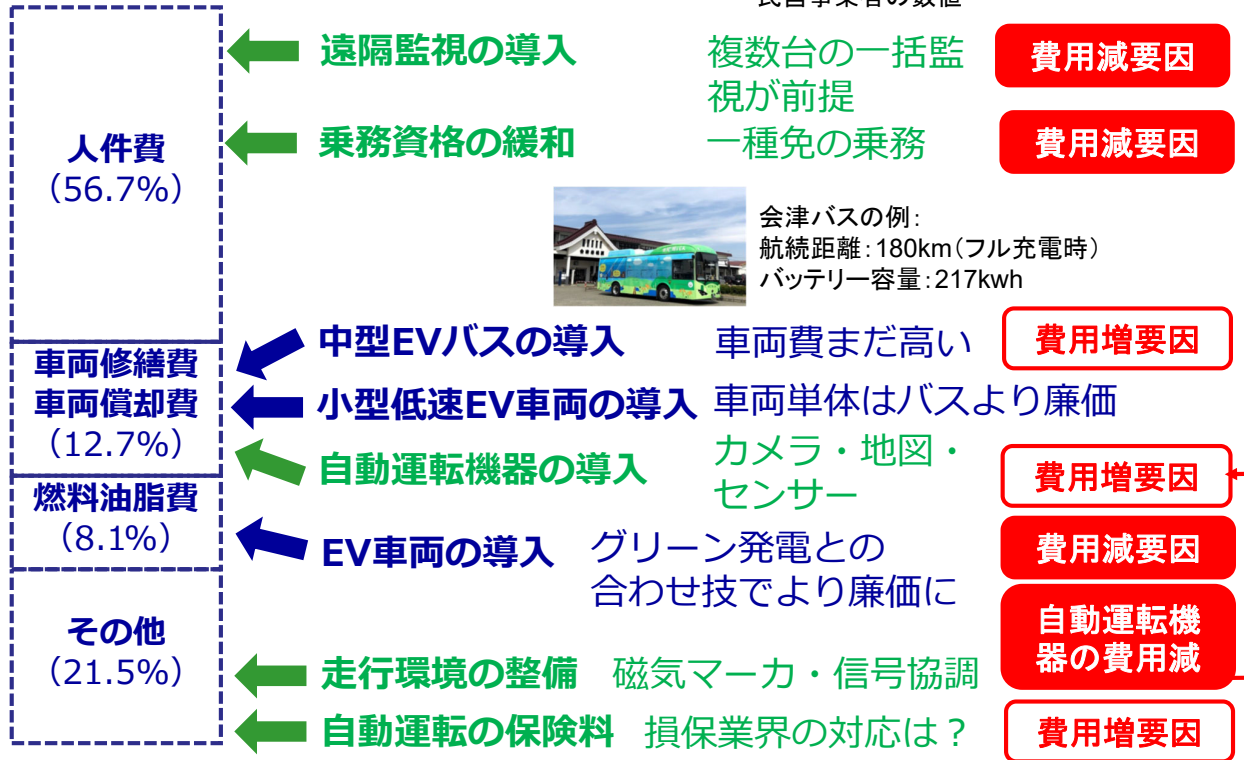 民営事業者の数値
遠隔監視の導入
複数台の一括監
視が前提
費用減要因
人件費
(56.7%)
乗務資格の緩和
一種免の乗務
費用減要因
会津バスの例：
航続距離：180km（フル充電時）
バッテリー容量：217kwh
中型EVバスの導入
車両費まだ高い
費用増要因
車両修繕費
車両償却費
(12.7%)
小型低速EV車両の導入
車両単体はバスより廉価
自動運転機器の導入
カメラ・地図・
センサー
費用増要因
燃料油脂費
(8.1%)
EV車両の導入
グリーン発電との
合わせ技でより廉価に
費用減要因
その他
(21.5%)
自動運転機
器の費用減
走行環境の整備
磁気マーカ・信号協調
自動運転の保険料
損保業界の対応は？
費用増要因